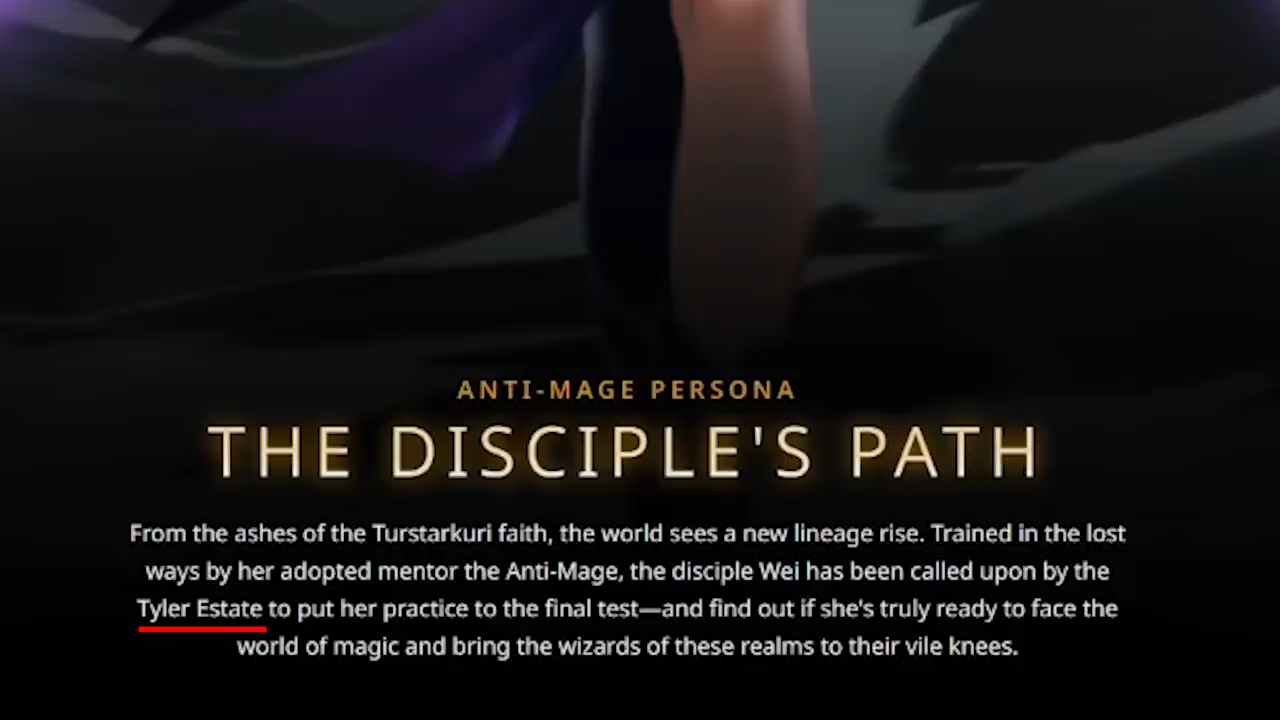 ANTI-MAGE PERSONA
THE DISCIPLE'S PATH
From the ashes of the Turstarkuri faith, the world sees a new lineage rise. Trained in the lost
ways by her adopted mentor the Anti-Mage, the disciple Wei has been called upon by the
Tyler Estate to put her practice to the final test—and find out if she's truly ready to face the
world of magic and bring the wizards of these realms to their vile knees.